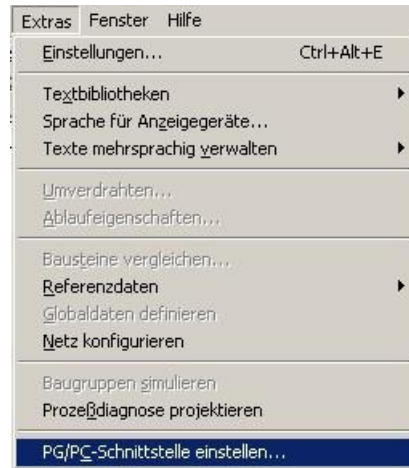 Extras Fenster Hilfe
Einstellungen... Ctrl+Alt+E
Textbibliotheken
Sprache für Anzeigegeräte...
Texte mehrsprachig verwalten
Umverdrahten...
Ablaufeigenschaften...
Bausteine vergleichen...
Referenzdaten
Globaldaten definieren
Netz konfigurieren
Baugruppen simulieren
Prozeßdiagnose projektieren
PG/PC-Schnittstelle einstellen...